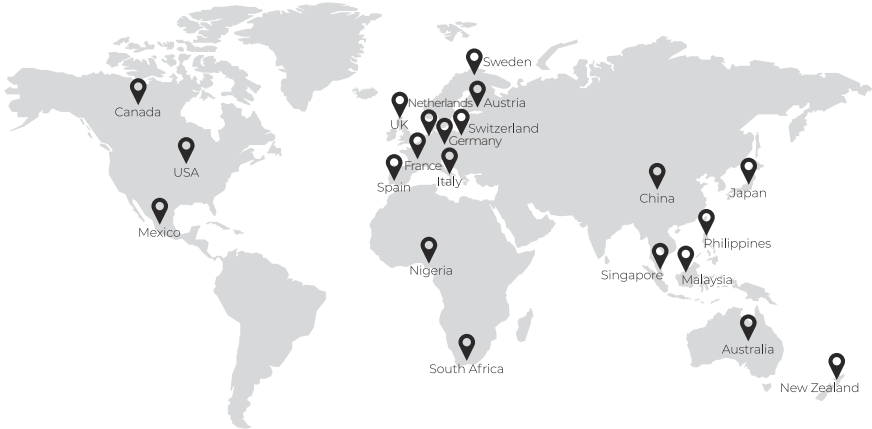 Sweden
Netherlands
Austria
Canada
UK
Switzerland
Germany
USA
France
Italy
Spain
China
Japan
Mexico
Philippines
Nigeria
Singapore
Malaysia
Australia
South Africa
New Zealand